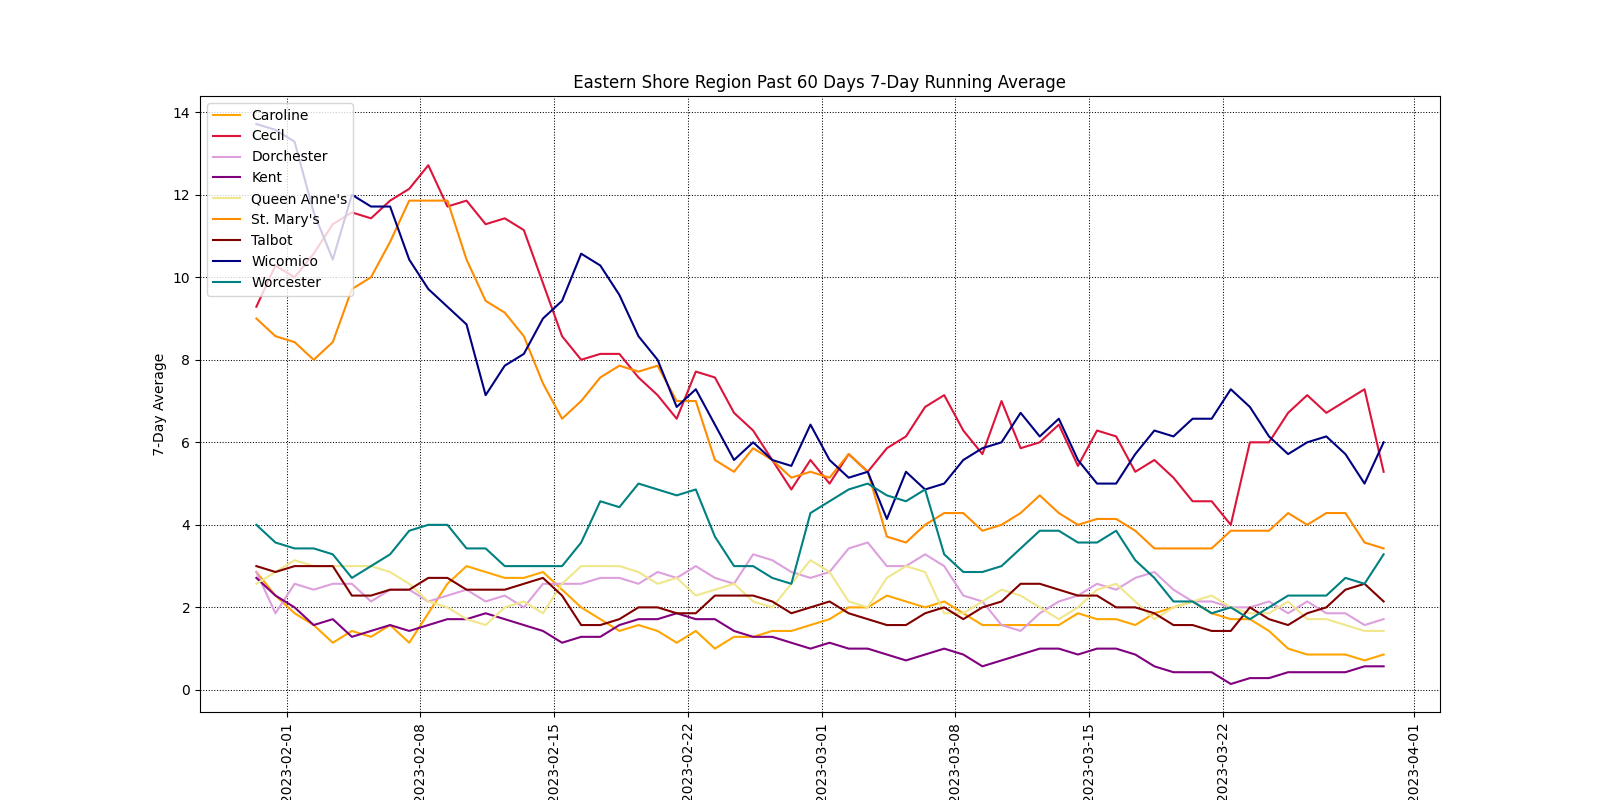 Eastern Shore Region Past 60 Days 7-Day Running Average
7-Day Average
14
12
10
8
6
4
2
0
Caroline
Cecil
Dorchester
Kent
Queen Anne's
St. Mary's
Talbot
Wicomico
Worcester
2023-02-01
2023-02-08
2023-02-15
2023-02-22
2023-03-01
2023-03-08
2023-03-15
2023-03-22
2023-04-01